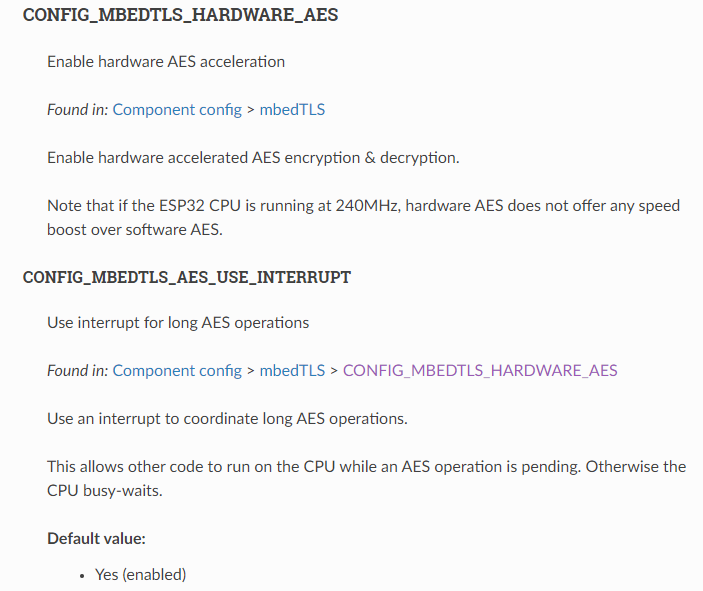 CONFIG_MBEDTLS_HARDWARE_AES
Enable hardware AES acceleration
Found in: Component config > mbedTLS
Enable hardware accelerated AES encryption & decryption.
Note that if the ESP32 CPU is running at 240MHz, hardware AES does not offer any speed
boost over software AES.
CONFIG_MBEDTLS_AES_USE_INTERRUPT
Use interrupt for long AES operations
Found in: Component config > mbedTLS > CONFIG_MBEDTLS_HARDWARE_AES
Use an interrupt to coordinate long AES operations.
This allows other code to run on the CPU while an AES operation is pending. Otherwise the
CPU busy-waits.
Default value:
• Yes (enabled)